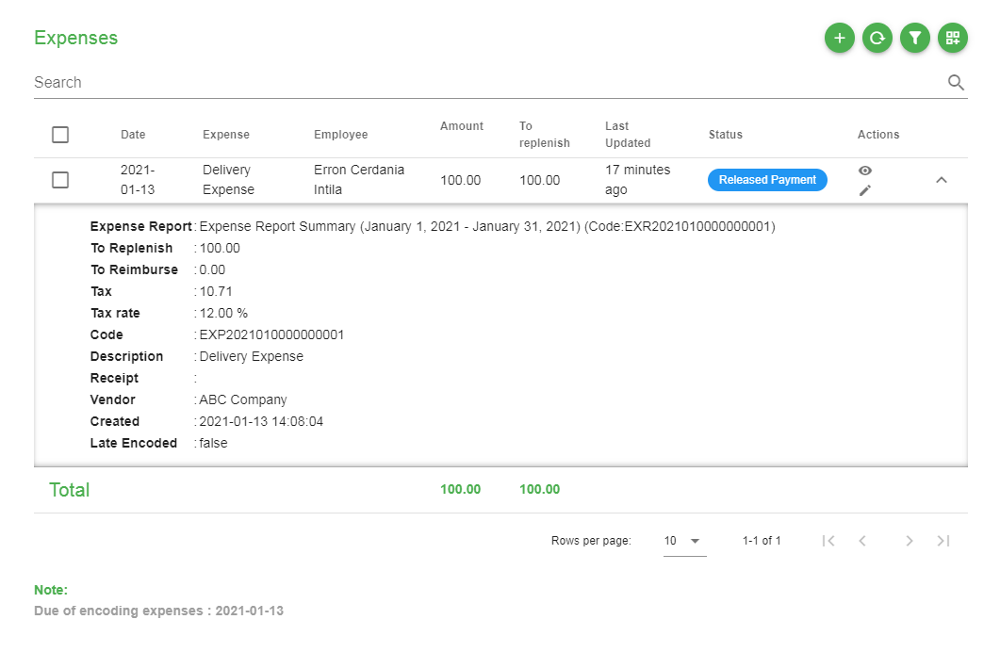 Expenses
Search
Date Expense Employee Amount To replenish Last Updated Status Actions
2021-01-13 Delivery Expense Erron Cerdania Intila 100.00 100.00 17 minutes ago Released Payment
Expense Report : Expense Report Summary (January 1, 2021 - January 31, 2021) (Code:EXR2021010000000001)
To Replenish : 100.00
To Reimburse : 0.00
Tax : 10.71
Tax rate : 12.00 %
Code : EXP2021010000000001
Description : Delivery Expense
Receipt :
Vendor : ABC Company
Created : 2021-01-13 14:08:04
Late Encoded : false
Total 100.00 100.00
Rows per page: 10 1-1 of 1
Note:
Due of encoding expenses : 2021-01-13